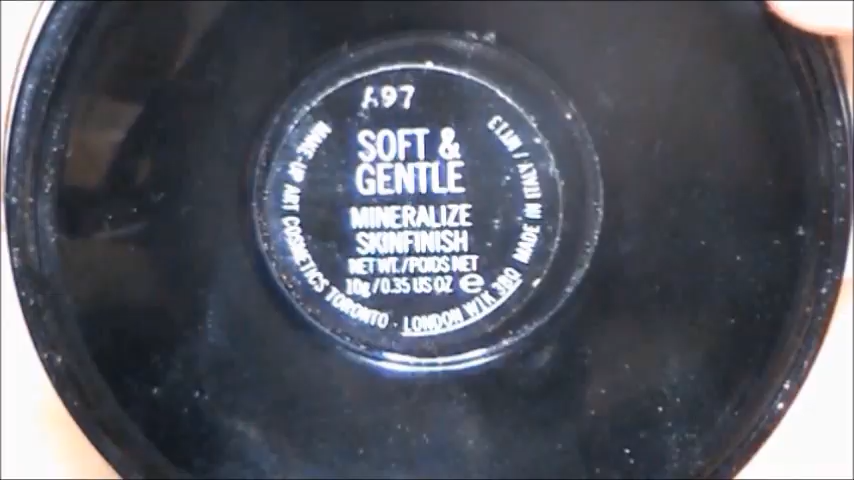 A97
SOFT &
GENTLE
MINERALIZE
SKINFINISH
NET WT./POIDS NET
10g/0.35 US OZ e
MAKE-UP ART COSMETICS TORONTO · LONDON W1K 3BQ MADE IN ITALY / MT13